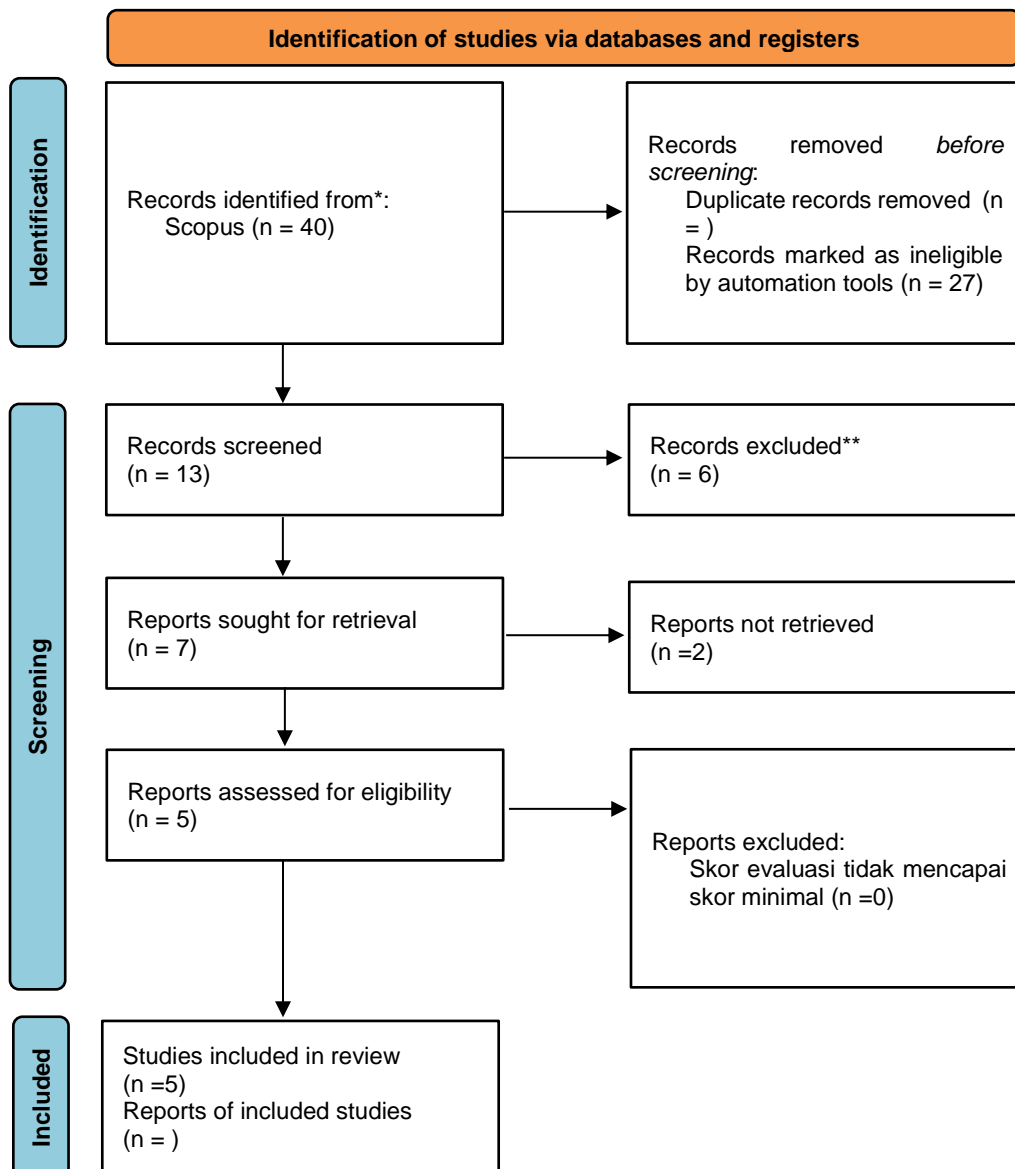 Identification of studies via databases and registers
Identification
Records identified from*:
Scopus (n = 40)
Records removed before
screening:
Duplicate records removed (n
= )
Records marked as ineligible
by automation tools (n = 27)
Screening
Records screened
(n = 13)
Records excluded**
(n = 6)
Reports sought for retrieval
(n = 7)
Reports not retrieved
(n =2)
Reports assessed for eligibility
(n = 5)
Reports excluded:
Skor evaluasi tidak mencapai
skor minimal (n =0)
Included
Studies included in review
(n =5)
Reports of included studies
(n = )